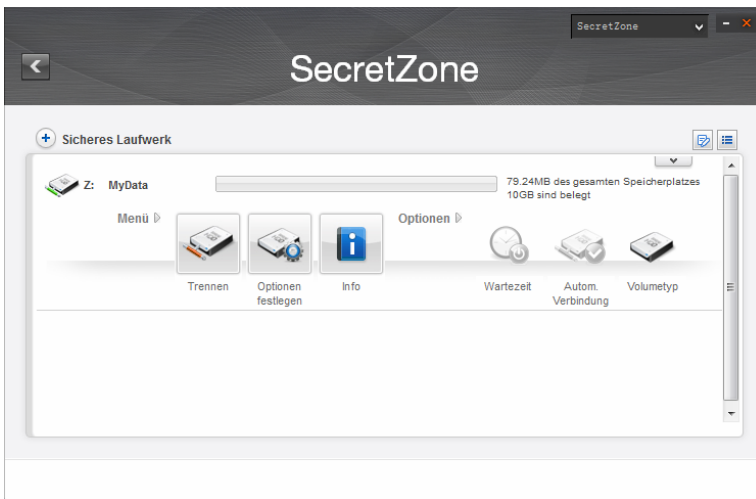 SecretZone
SecretZone
Sicheres Laufwerk
Z: MyData
79.24MB des gesamten Speicherplatzes
10GB sind belegt
Menü
Optionen
Trennen
Optionen
festlegen
Info
Wartezeit
Autom.
Verbindung
Volumetyp